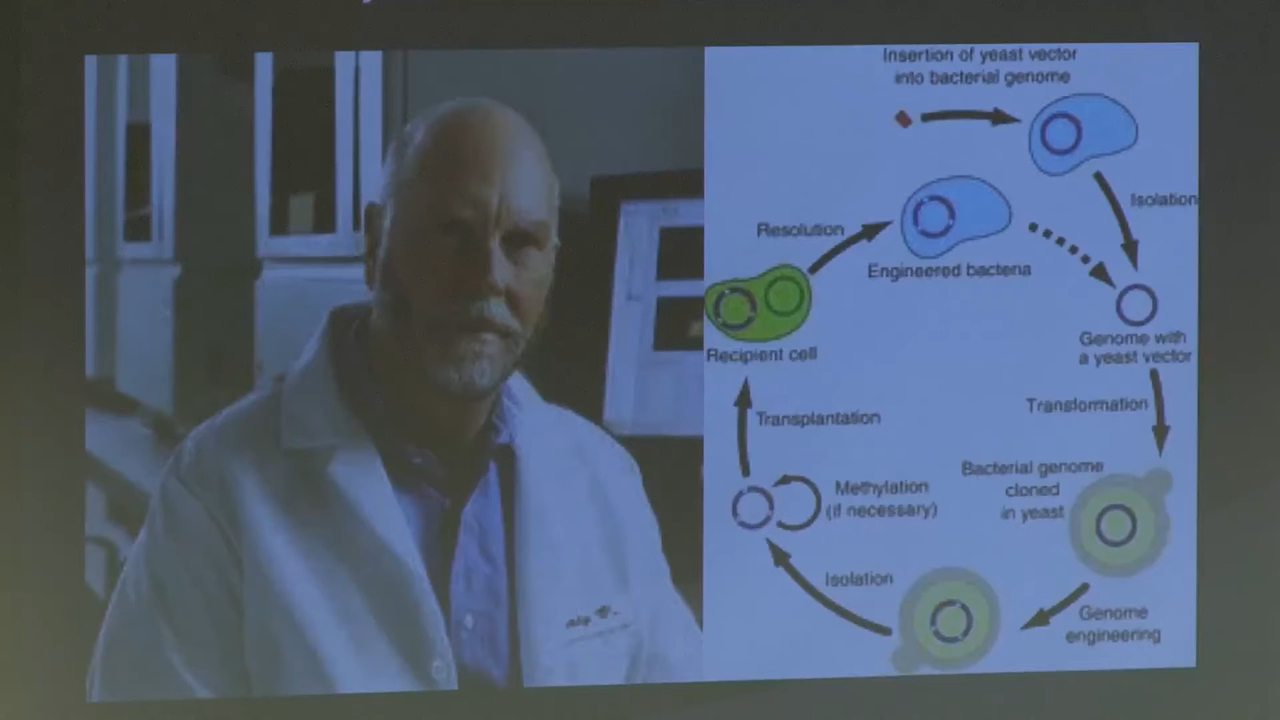 Insertion of yeast vector
into bacterial genome
Isolation
Resolution
Engineered bacteria
Genome with
a yeast vector
Recipient cell
Transformation
Transplantation
Bacterial genome
cloned
in yeast
Methylation
(if necessary)
Isolation
Genome
engineering